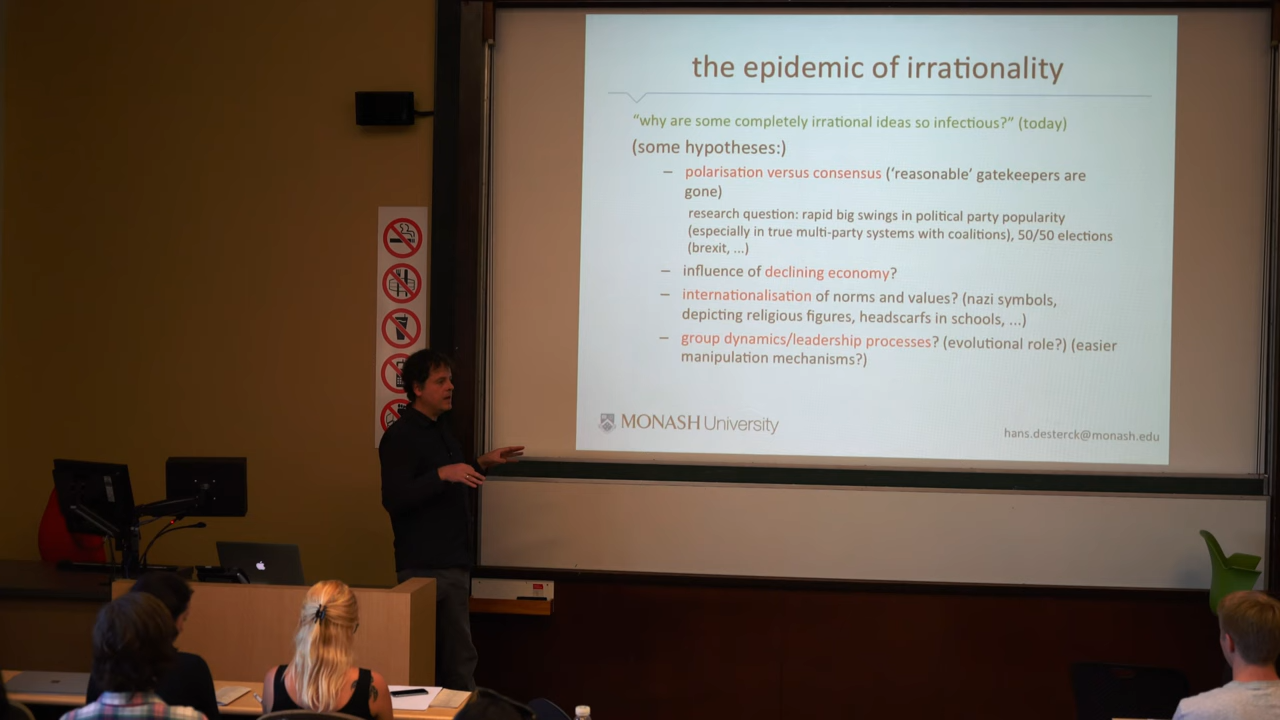 the epidemic of irrationality
“why are some completely irrational ideas so infectious?” (today)
(some hypotheses:)
– polarisation versus consensus (‘reasonable’ gatekeepers are
gone)
research question: rapid big swings in political party popularity
(especially in true multi-party systems with coalitions), 50/50 elections
(brexit, ...)
– influence of declining economy?
– internationalisation of norms and values? (nazi symbols,
depicting religious figures, headscarfs in schools, ...)
– group dynamics/leadership processes? (evolutional role?) (easier
manipulation mechanisms?)
MONASH University
hans.desterck@monash.edu